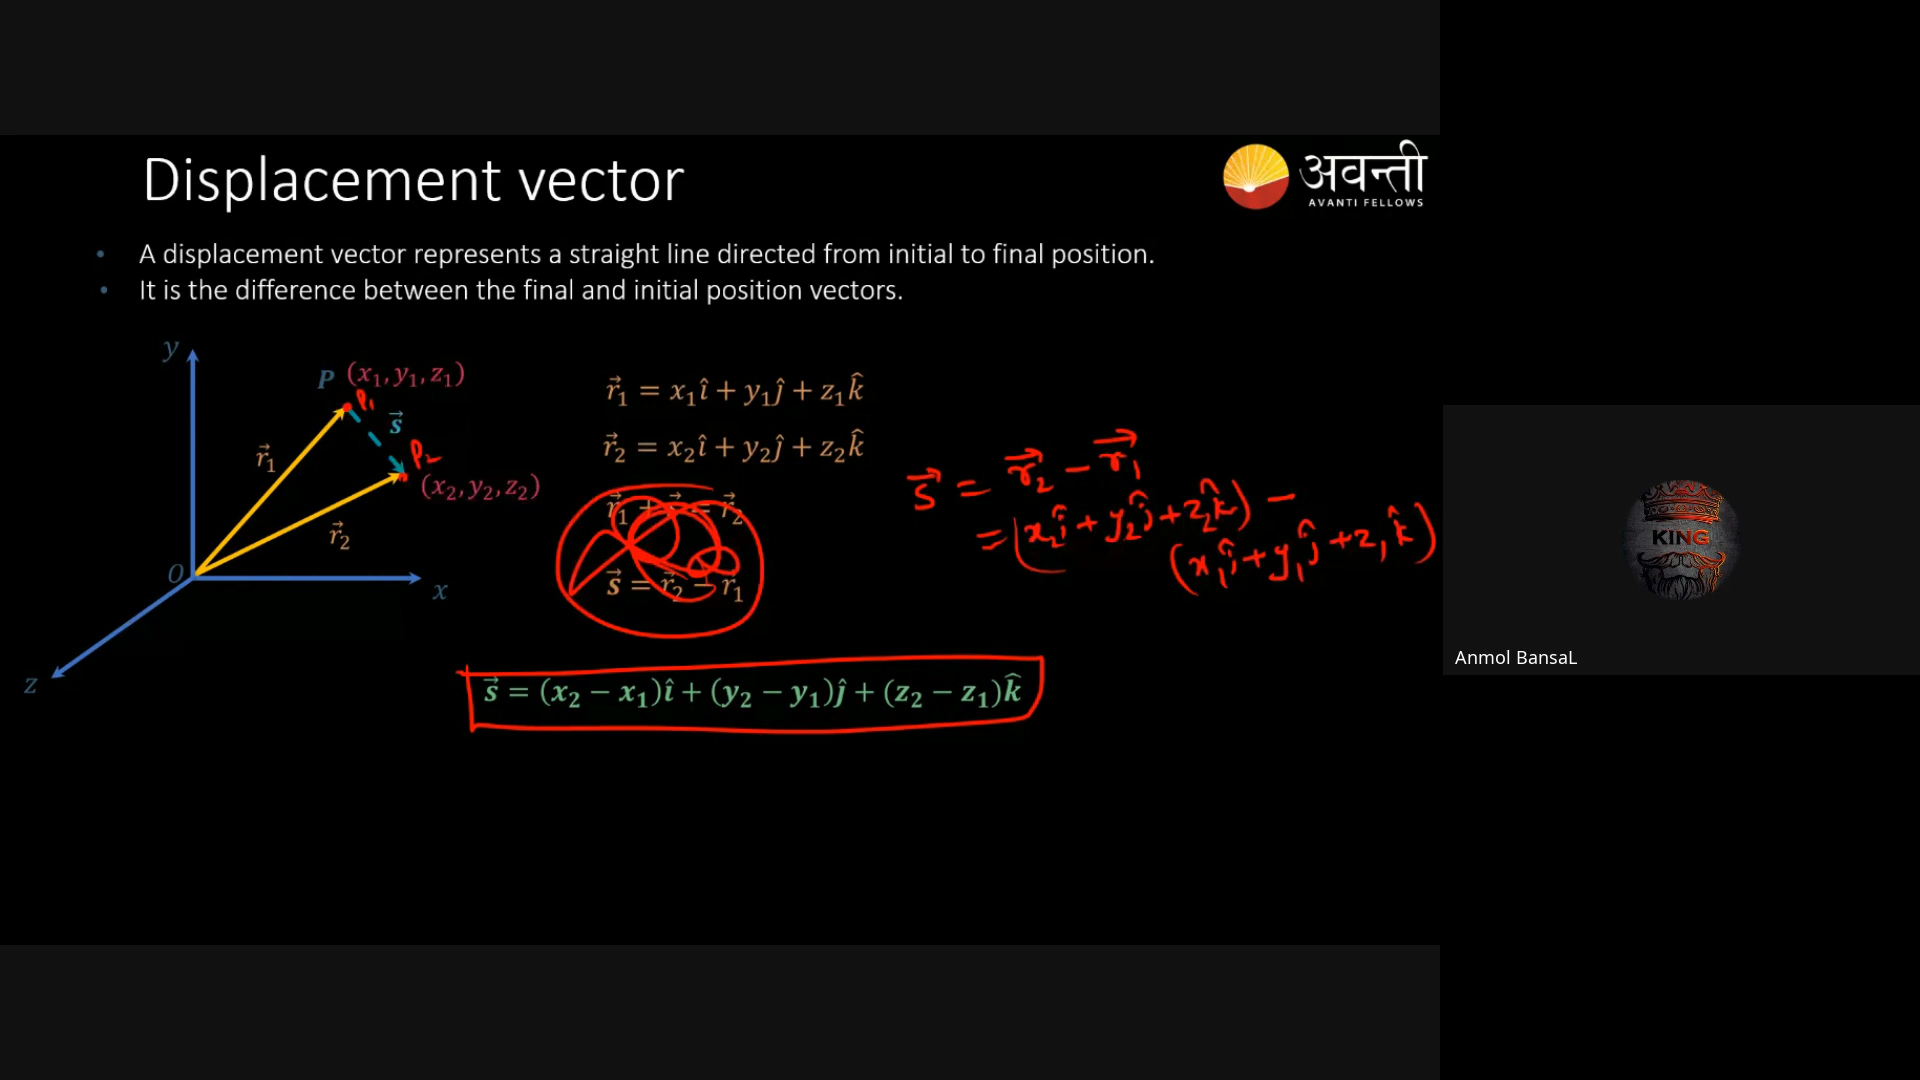 Displacement vector
अवन्ती
AVANTI FELLOWS
• A displacement vector represents a straight line directed from initial to final position.
• It is the difference between the final and initial position vectors.
y
P (x₁, y₁, z₁)
P₁
s⃗
P₂
r⃗₁
(x₂, y₂, z₂)
r⃗₂
O
x
z
r⃗₁ = x₁î + y₁ĵ + z₁k̂
r⃗₂ = x₂î + y₂ĵ + z₂k̂
r⃗₁ + s⃗ = r⃗₂
s⃗ = r⃗₂ − r⃗₁
s⃗ = r⃗₂ − r⃗₁
= (x₂î + y₂ĵ + z₂k̂) −
(x₁î + y₁ĵ + z₁k̂)
s⃗ = (x₂ − x₁)î + (y₂ − y₁)ĵ + (z₂ − z₁)k̂
KING
Anmol BansaL